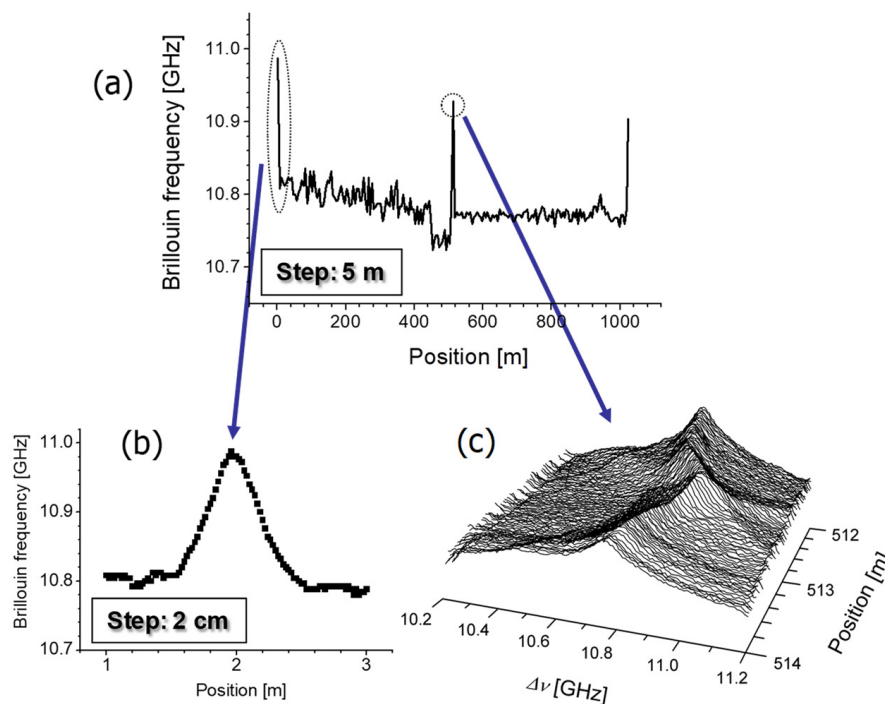 (a)
Brillouin frequency [GHz]
11.0
10.9
10.8
10.7
Step: 5 m
0 200 400 600 800 1000
Position [m]
(b)
Brillouin frequency [GHz]
11.0
10.9
10.8
10.7
Step: 2 cm
1 2 3
Position [m]
(c)
10.2 10.4 10.6 10.8 11.0 11.2
Δν [GHz]
512
513
514
Position [m]